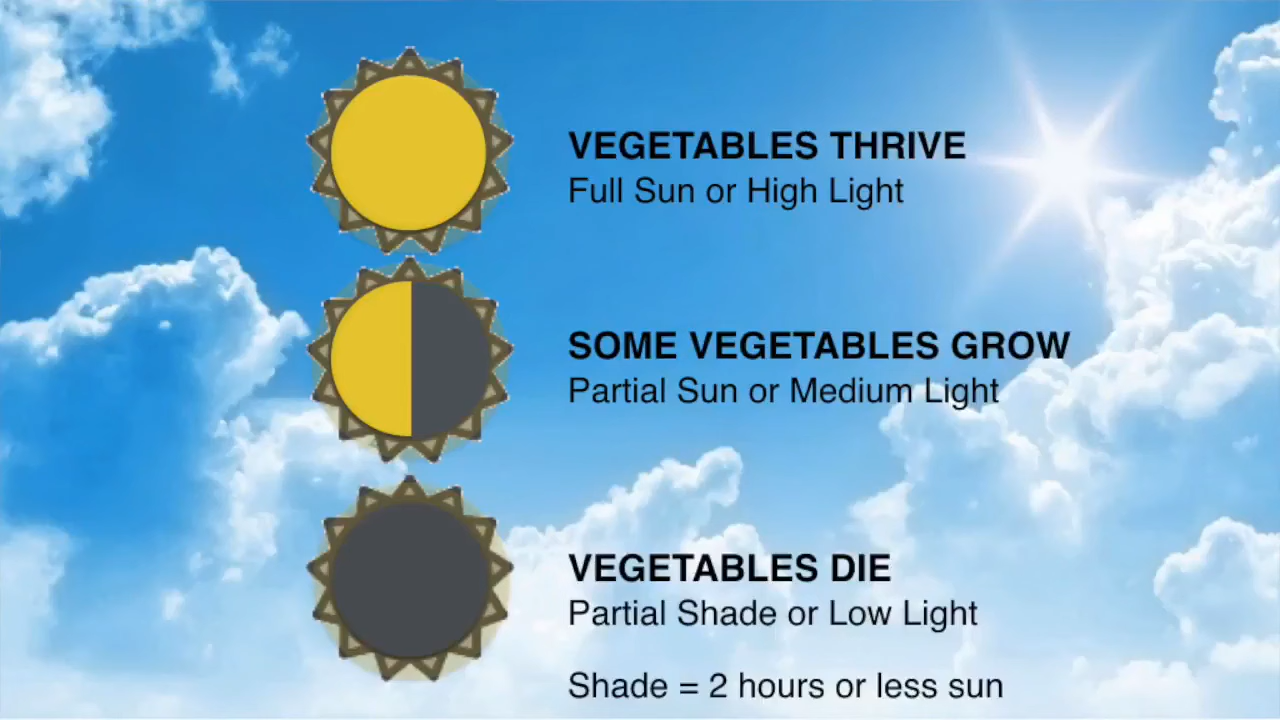 VEGETABLES THRIVE
Full Sun or High Light
SOME VEGETABLES GROW
Partial Sun or Medium Light
VEGETABLES DIE
Partial Shade or Low Light
Shade = 2 hours or less sun